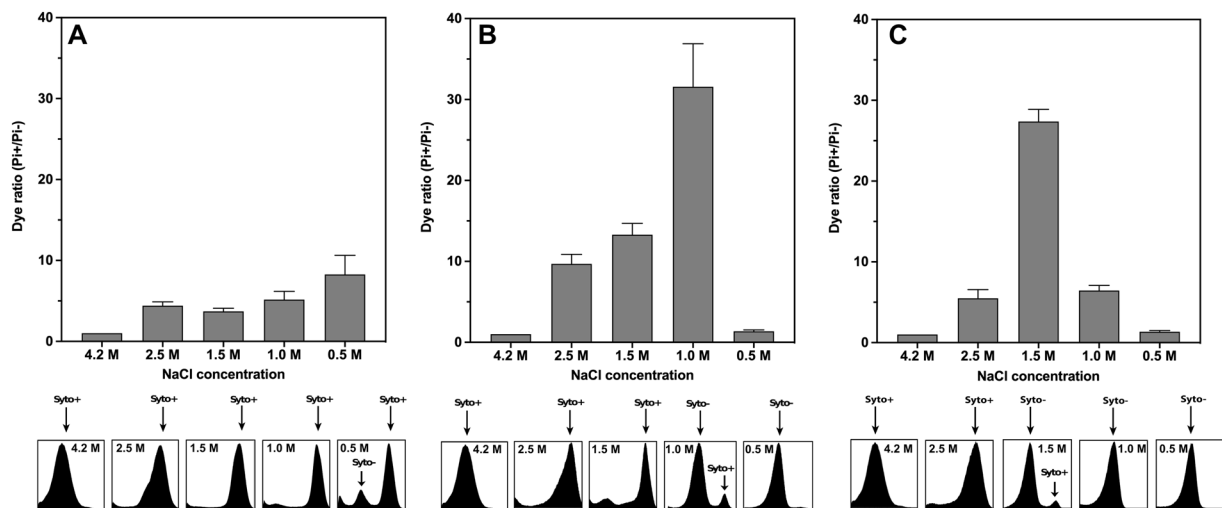 A
40
30
20
10
0
Dye ratio (Pi+/Pi-)
4.2 M 2.5 M 1.5 M 1.0 M 0.5 M
NaCl concentration
Syto+ Syto+ Syto+ Syto+ Syto+
4.2 M 2.5 M 1.5 M 1.0 M 0.5 M
Syto-
B
40
30
20
10
0
Dye ratio (Pi+/Pi-)
4.2 M 2.5 M 1.5 M 1.0 M 0.5 M
NaCl concentration
Syto+ Syto+ Syto+ Syto- Syto-
4.2 M 2.5 M 1.5 M 1.0 M 0.5 M
Syto+
C
40
30
20
10
0
Dye ratio (Pi+/Pi-)
4.2 M 2.5 M 1.5 M 1.0 M 0.5 M
NaCl concentration
Syto+ Syto+ Syto- Syto- Syto-
4.2 M 2.5 M 1.5 M 1.0 M 0.5 M
Syto+